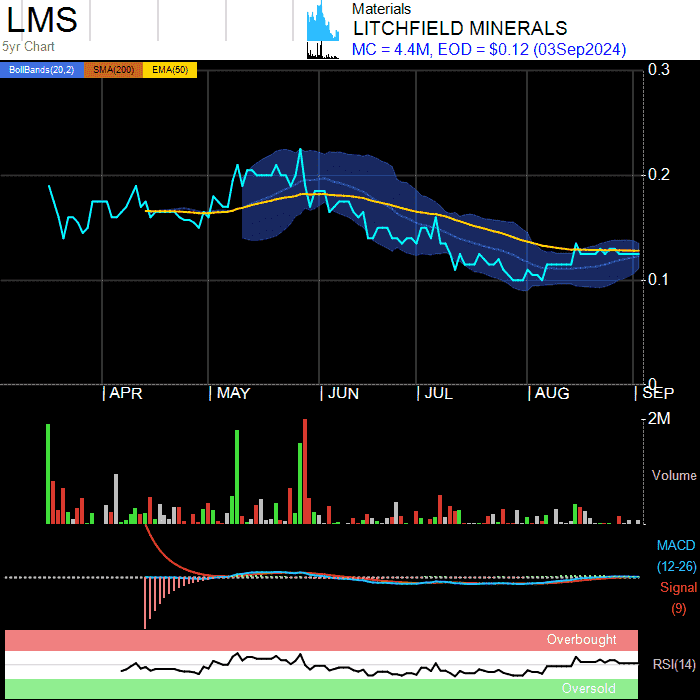 LMS
5yr Chart
Materials
LITCHFIELD MINERALS
MC = 4.4M, EOD = $0.12 (03Sep2024)
BollBands(20,2) SMA(200) EMA(50)
0.3
0.2
0.1
0
| APR | MAY | JUN | JUL | AUG | SEP
2M
Volume
MACD
(12-26)
Signal
(9)
Overbought
RSI(14)
Oversold